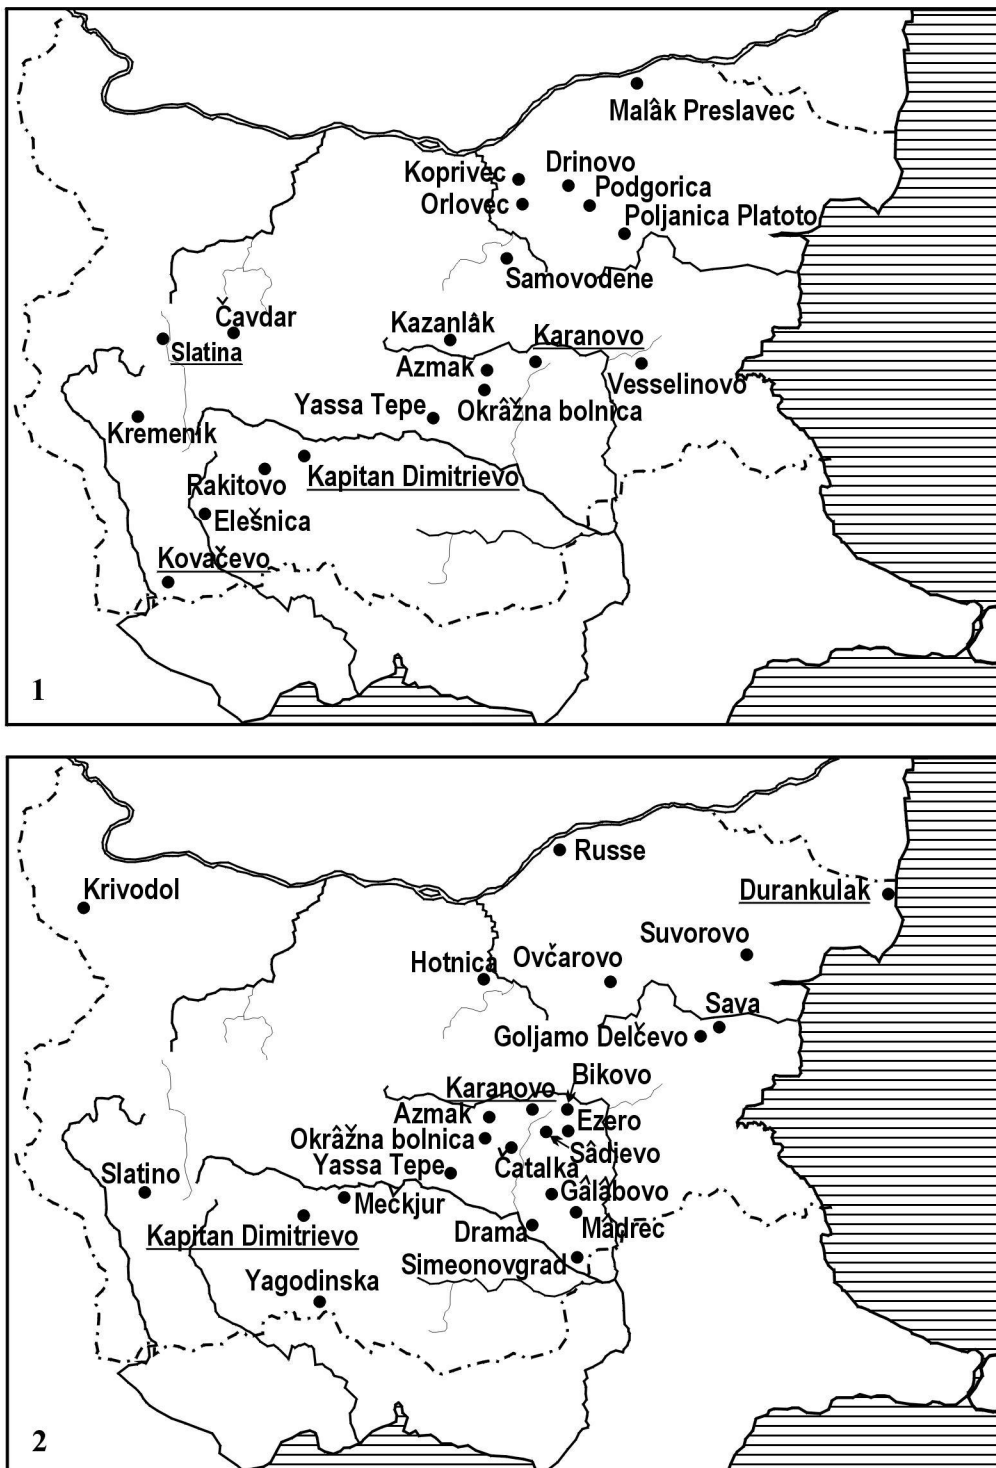 Malâk Preslavec
Drinovo
Koprivec
Podgorica
Orlovec
Poljanica Platoto
Samovodene
Čavdar
Kazanlâk
Karanovo
Slatina
Azmak
Vesselinovo
Yassa Tepe
Okrâžna bolnica
Kremenik
Rakitovo
Kapitan Dimitrievo
Elešnica
Kovačevo
1
Russe
Krivodol
Durankulak
Suvorovo
Hotnica
Ovčarovo
Sava
Goljamo Delčevo
Bikovo
Karanovo
Azmak
Ezero
Okrâžna bolnica
Sâdievo
Yassa Tepe
Čatalka
Slatino
Gâlâbovo
Mečkjur
Madrec
Drama
Kapitan Dimitrievo
Simeonovgrad
Yagodinska
2